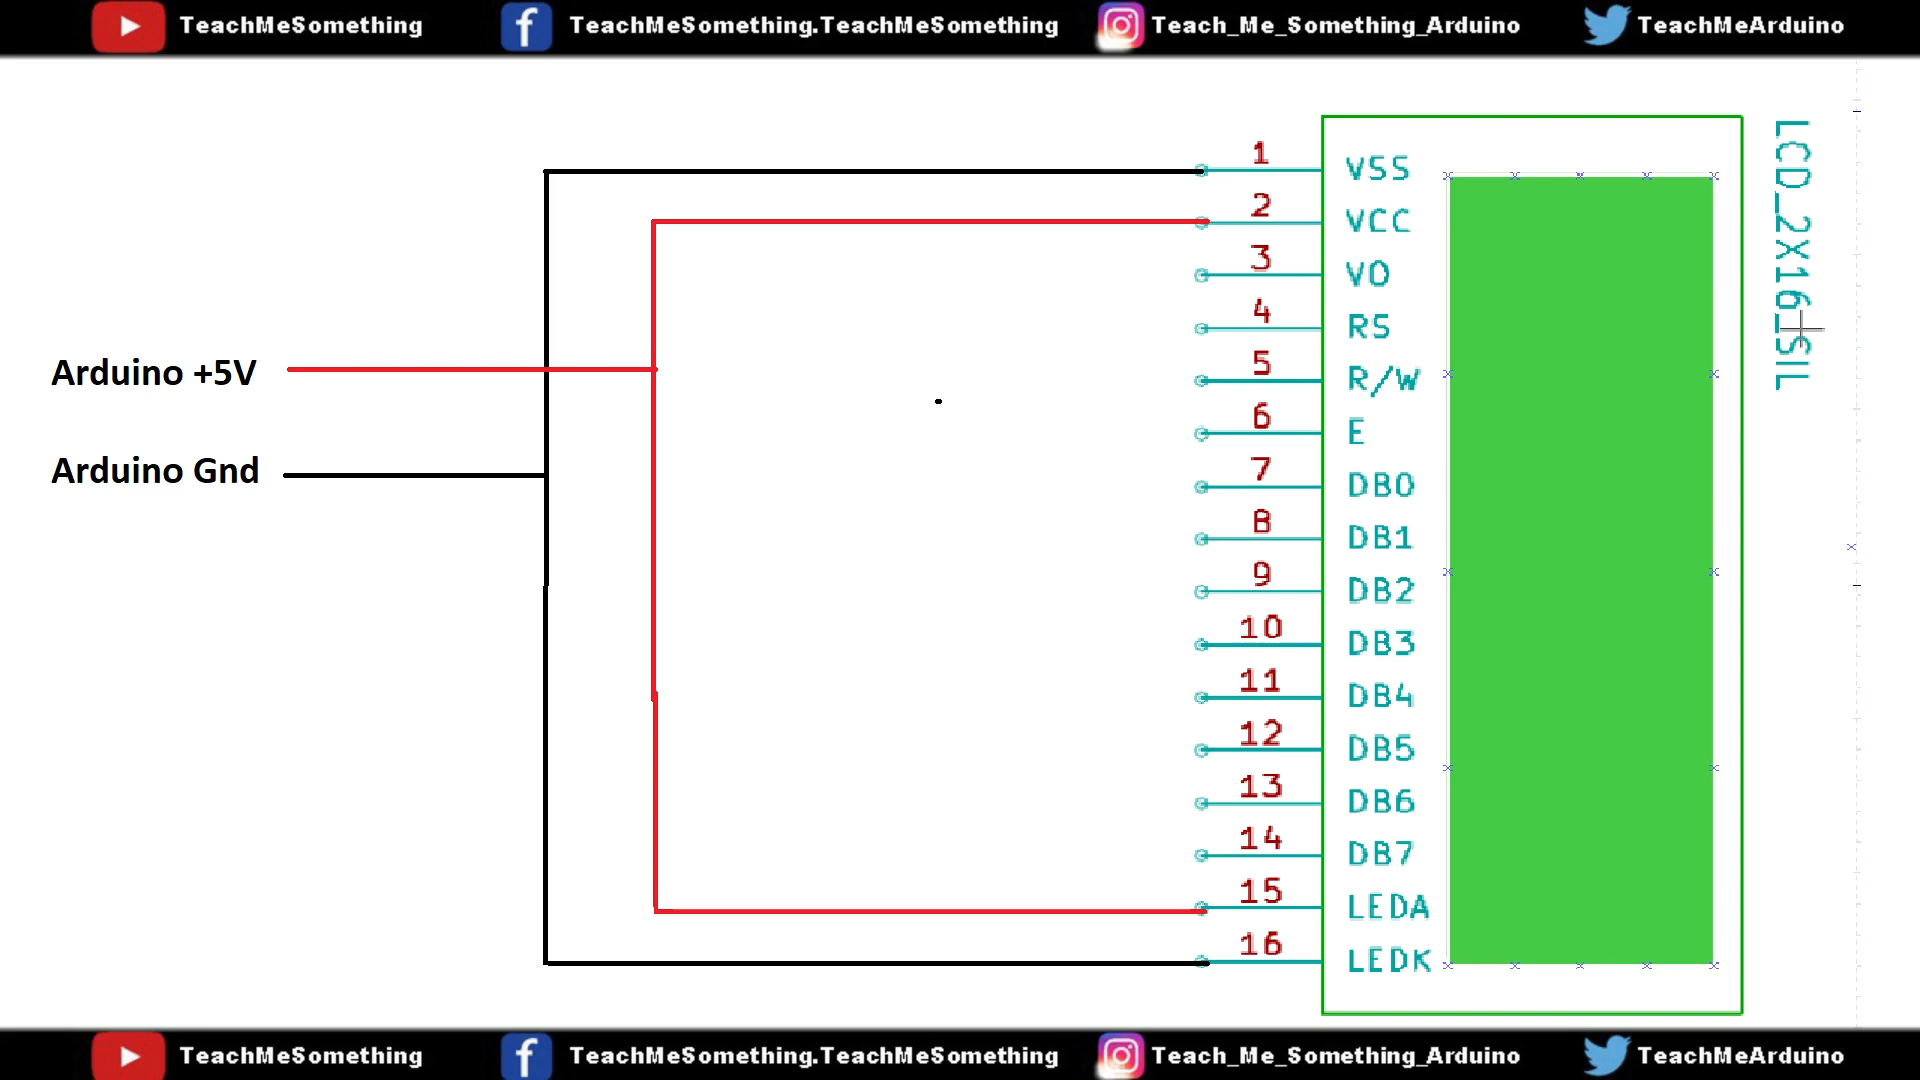 TeachMeSomething TeachMeSomething.TeachMeSomething Teach_Me_Something_Arduino TeachMeArduino
LCD_2X16_SIL
1 VSS
2 VCC
3 VO
4 RS
5 R/W
Arduino +5V
6 E
Arduino Gnd
7 DB0
8 DB1
9 DB2
10 DB3
11 DB4
12 DB5
13 DB6
14 DB7
15 LEDA
16 LEDK
TeachMeSomething TeachMeSomething.TeachMeSomething Teach_Me_Something_Arduino TeachMeArduino